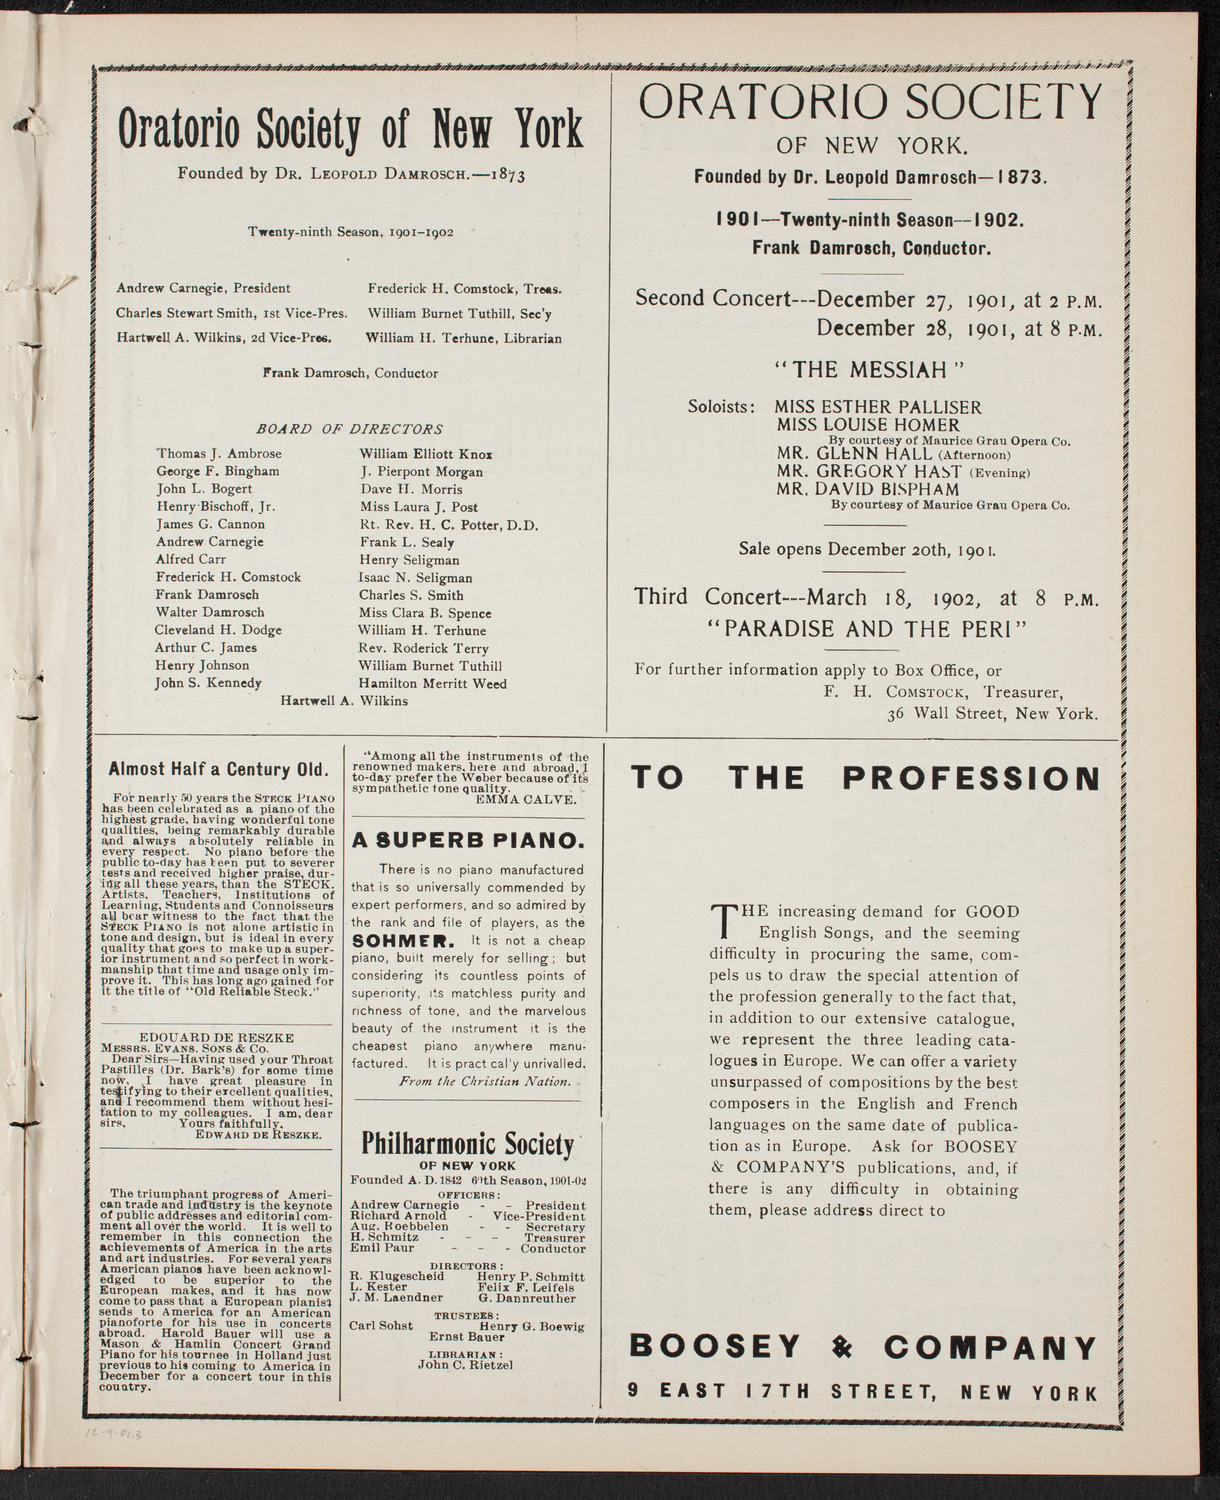 Oratorio Society of New York
Founded by DR. LEOPOLD DAMROSCH.—1873
Twenty-ninth Season, 1901-1902
Andrew Carnegie, President
Charles Stewart Smith, 1st Vice-Pres.
Hartwell A. Wilkins, 2d Vice-Pres.
Frederick H. Comstock, Treas.
William Burnet Tuthill, Sec'y
William H. Terhune, Librarian
Frank Damrosch, Conductor
BOARD OF DIRECTORS
Thomas J. Ambrose
George F. Bingham
John L. Bogert
Henry Bischoff, Jr.
James G. Cannon
Andrew Carnegie
Alfred Carr
Frederick H. Comstock
Frank Damrosch
Walter Damrosch
Cleveland H. Dodge
Arthur C. James
Henry Johnson
John S. Kennedy
William Elliott Knox
J. Pierpont Morgan
Dave H. Morris
Miss Laura J. Post
Rt. Rev. H. C. Potter, D.D.
Frank L. Sealy
Henry Seligman
Isaac N. Seligman
Charles S. Smith
Miss Clara B. Spence
William H. Terhune
Rev. Roderick Terry
William Burnet Tuthill
Hamilton Merritt Weed
Hartwell A. Wilkins
ORATORIO SOCIETY
OF NEW YORK.
Founded by Dr. Leopold Damrosch—1873.
1901—Twenty-ninth Season—1902.
Frank Damrosch, Conductor.
Second Concert---December 27, 1901, at 2 P.M.
December 28, 1901, at 8 P.M.
"THE MESSIAH"
Soloists: MISS ESTHER PALLISER
MISS LOUISE HOMER
By courtesy of Maurice Grau Opera Co.
MR. GLENN HALL (Afternoon)
MR. GREGORY HAST (Evening)
MR. DAVID BISPHAM
By courtesy of Maurice Grau Opera Co.
Sale opens December 20th, 1901.
Third Concert---March 18, 1902, at 8 P.M.
"PARADISE AND THE PERI"
For further information apply to Box Office, or
F. H. COMSTOCK, Treasurer,
36 Wall Street, New York.
Almost Half a Century Old.
For nearly 50 years the STECK PIANO
has been celebrated as a piano of the
highest grade, having wonderful tone
qualities, being remarkably durable
and always absolutely reliable in
every respect. No piano before the
public to-day has been put to severer
tests and received higher praise, dur-
ing all these years, than the STECK.
Artists, Teachers, Institutions of
Learning, Students and Connoisseurs
all bear witness to the fact that the
STECK PIANO is not alone artistic in
tone and design, but is ideal in every
quality that goes to make up a super-
ior instrument and so perfect in work-
manship that time and usage only im-
prove it. This has long ago gained for
it the title of "Old Reliable Steck."
EDOUARD DE RESZKE
MESSRS. EVANS, SONS & CO.
Dear Sirs—Having used your Throat
Pastilles (Dr. Bark's) for some time
now, I have great pleasure in
testifying to their excellent qualities,
and I recommend them without hesi-
tation to my colleagues. I am, dear
sirs, Yours faithfully,
EDWARD DE RESZKE.
The triumphant progress of Ameri-
can trade and industry is the keynote
of public addresses and editorial com-
ment all over the world. It is well to
remember in this connection the
achievements of America in the arts
and art industries. For several years
American pianos have been acknowl-
edged to be superior to the
European makes, and it has now
come to pass that a European pianist
sends to America for an American
pianoforte for his use in concerts
abroad. Harold Bauer will use a
Mason & Hamlin Concert Grand
Piano for his tournee in Holland just
previous to his coming to America in
December for a concert tour in this
country.
"Among all the instruments of the
renowned makers, here and abroad, I
to-day prefer the Weber because of its
sympathetic tone quality.
EMMA CALVE.
A SUPERB PIANO.
There is no piano manufactured
that is so universally commended by
expert performers, and so admired by
the rank and file of players, as the
SOHMER. It is not a cheap
piano, built merely for selling; but
considering its countless points of
superiority, its matchless purity and
richness of tone, and the marvelous
beauty of the instrument it is the
cheapest piano anywhere manu-
factured. It is practical'y unrivalled.
From the Christian Nation.
Philharmonic Society
OF NEW YORK
Founded A. D. 1842 60th Season, 1901-02
OFFICERS:
Andrew Carnegie - - President
Richard Arnold - Vice-President
Aug. Roebbelen - - Secretary
H. Schmitz - - - Treasurer
Emil Paur - - - Conductor
DIRECTORS:
R. Klugescheid Henry P. Schmitt
L. Kester Felix F. Leifels
J. M. Laendner G. Dannreuther
TRUSTEES:
Carl Sohst Henry G. Boewig
Ernst Bauer
LIBRARIAN:
John C. Rietzel
TO THE PROFESSION
THE increasing demand for GOOD
English Songs, and the seeming
difficulty in procuring the same, com-
pels us to draw the special attention of
the profession generally to the fact that,
in addition to our extensive catalogue,
we represent the three leading cata-
logues in Europe. We can offer a variety
unsurpassed of compositions by the best
composers in the English and French
languages on the same date of publica-
tion as in Europe. Ask for BOOSEY
& COMPANY'S publications, and, if
there is any difficulty in obtaining
them, please address direct to
BOOSEY & COMPANY
9 EAST 17TH STREET, NEW YORK
12-9-01.3